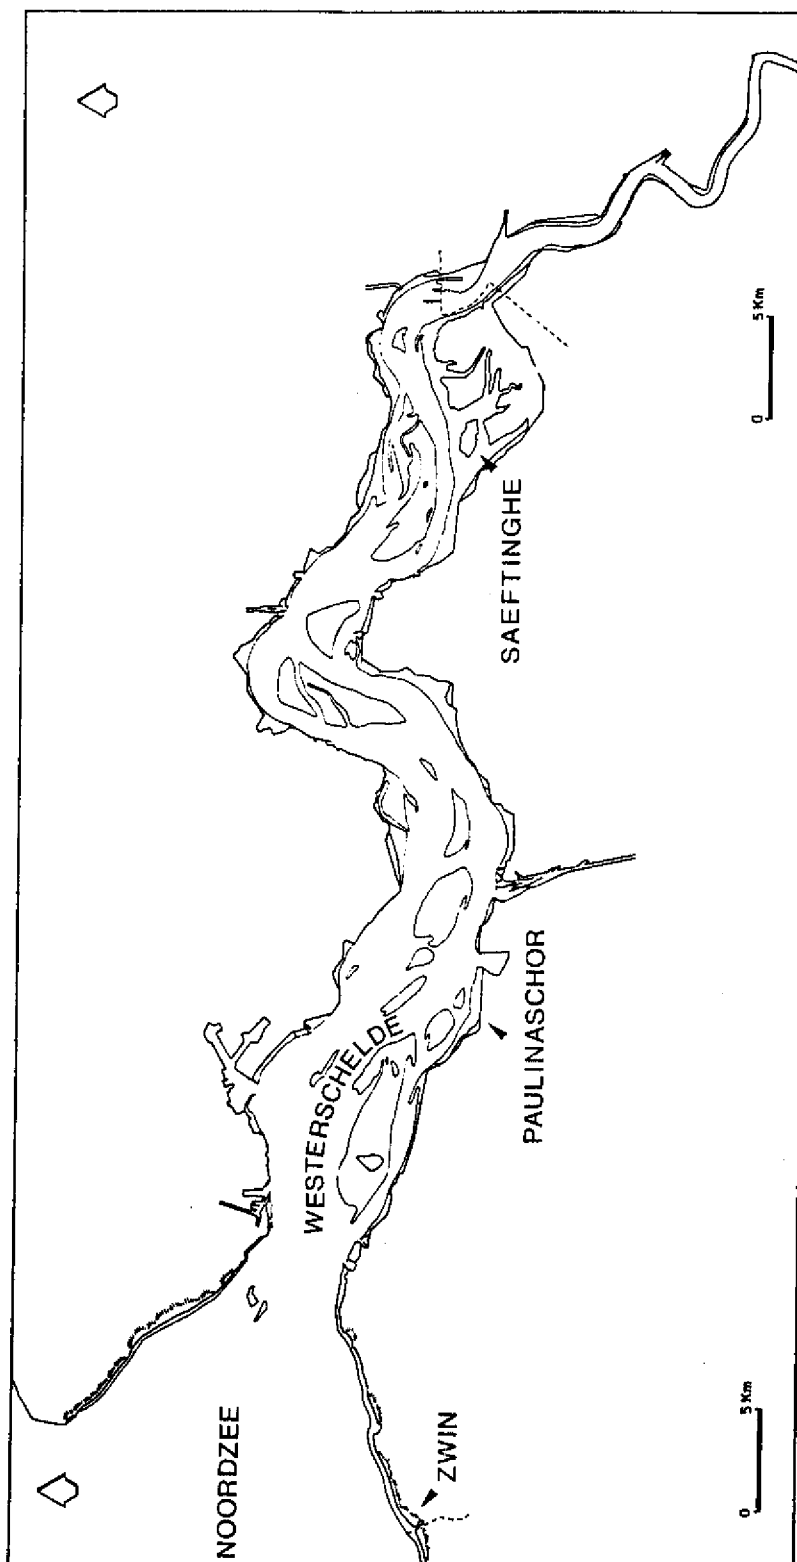 NOORDZEE
ZWIN
WESTERSCHELDE
PAULINASCHOR
SAEFTINGHE
0 5 Km
0 5 Km